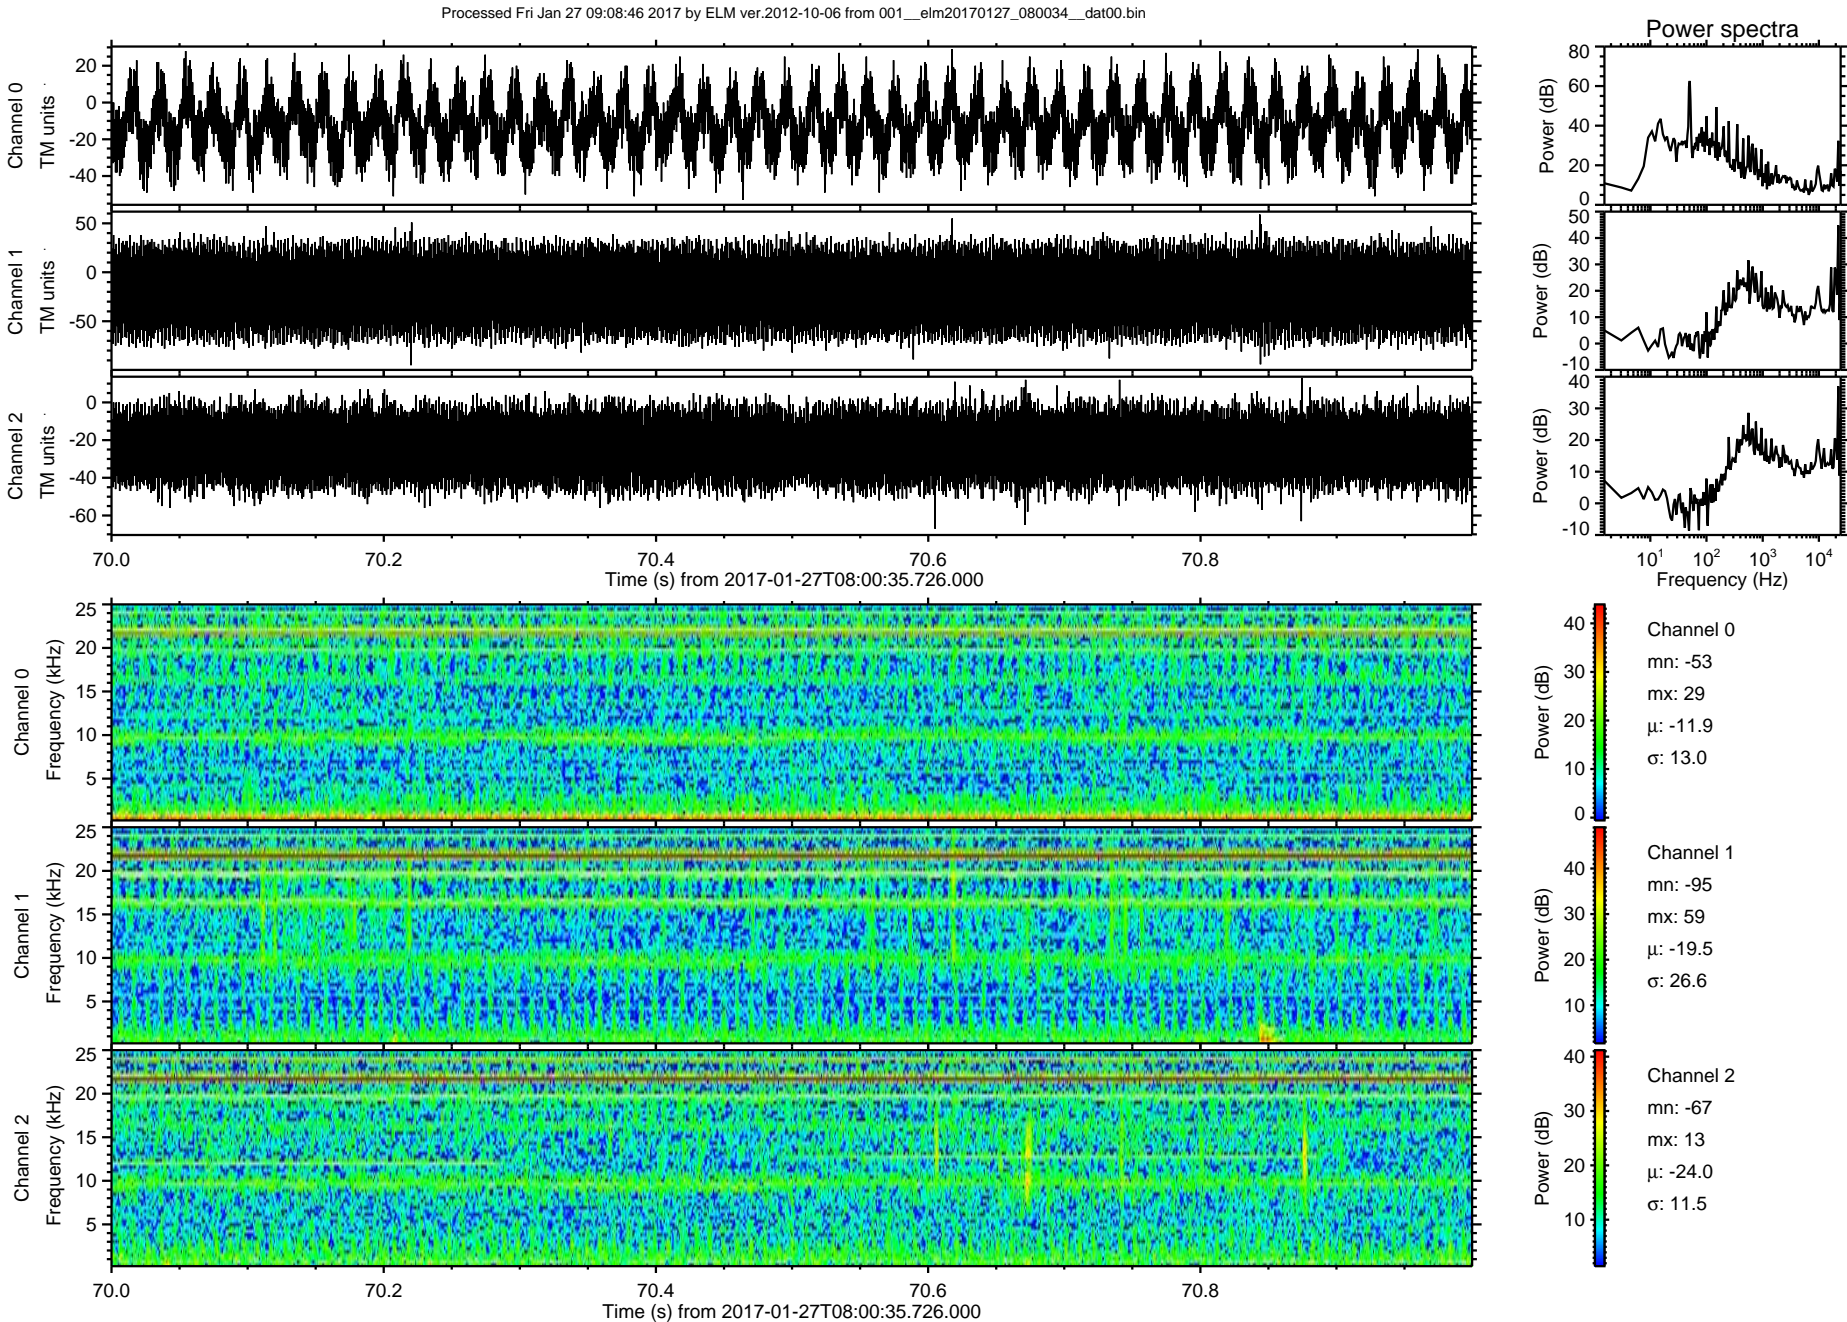 Processed Fri Jan 27 09:08:46 2017 by ELM ver.2012-10-06 from 001__elm20170127_080034__dat00.bin
Power spectra
Channel 0
TM units
20
0
-20
-40
Power (dB)
80
60
40
20
0
Channel 1
TM units
50
0
-50
Power (dB)
50
40
30
20
10
0
-10
Channel 2
TM units
0
-20
-40
-60
Power (dB)
40
30
20
10
0
-10
70.0 70.2 70.4 70.6 70.8
Time (s) from 2017-01-27T08:00:35.726.000
10^1 10^2 10^3 10^4
Frequency (Hz)
Channel 0
Frequency (kHz)
25
20
15
10
5
Power (dB)
40
30
20
10
0
Channel 0
mn: -53
mx: 29
μ: -11.9
σ: 13.0
Channel 1
Frequency (kHz)
25
20
15
10
5
Power (dB)
40
30
20
10
Channel 1
mn: -95
mx: 59
μ: -19.5
σ: 26.6
Channel 2
Frequency (kHz)
25
20
15
10
5
Power (dB)
40
30
20
10
Channel 2
mn: -67
mx: 13
μ: -24.0
σ: 11.5
70.0 70.2 70.4 70.6 70.8
Time (s) from 2017-01-27T08:00:35.726.000